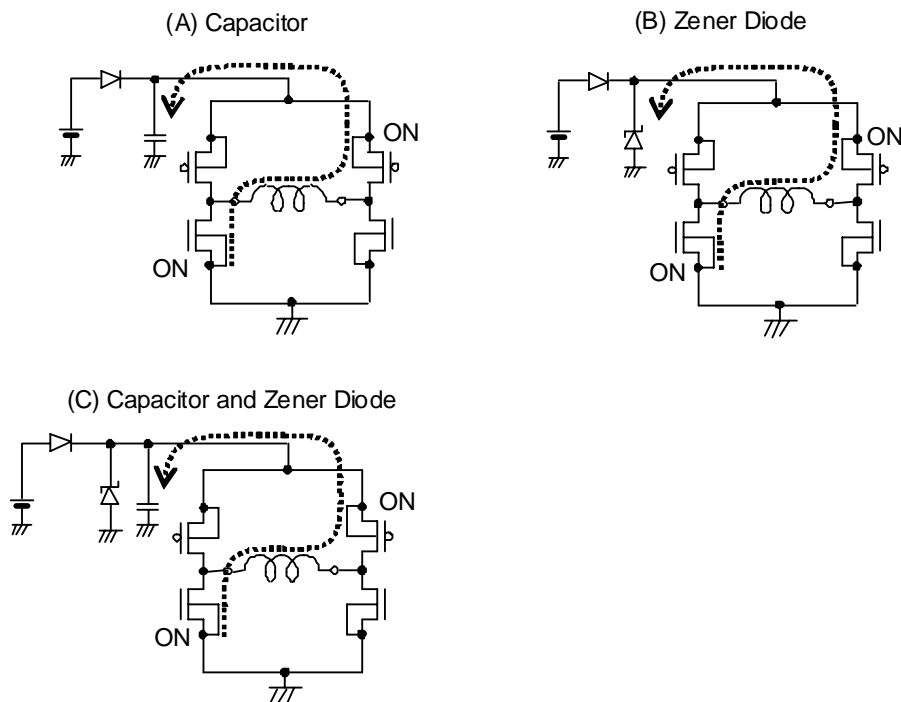 (A) Capacitor
(B) Zener Diode
ON
ON
ON
ON
(C) Capacitor and Zener Diode
ON
ON